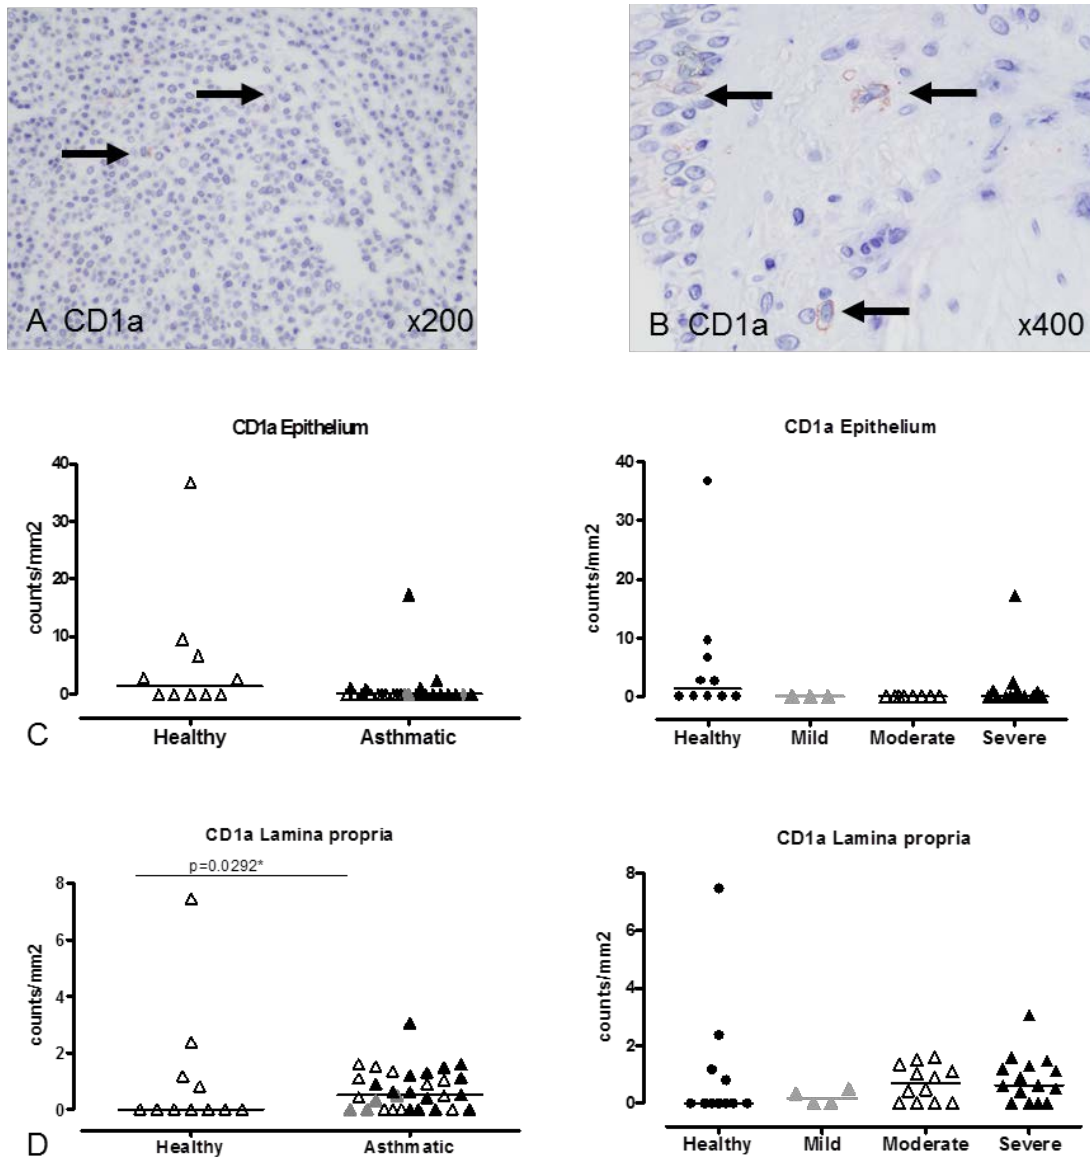 A CD1a x200
B CD1a x400
CD1a Epithelium
counts/mm2
40
30
20
10
0
Healthy Asthmatic
C
CD1a Epithelium
counts/mm2
40
30
20
10
0
Healthy Mild Moderate Severe
CD1a Lamina propria
p=0.0292*
counts/mm2
8
6
4
2
0
Healthy Asthmatic
D
CD1a Lamina propria
counts/mm2
8
6
4
2
0
Healthy Mild Moderate Severe